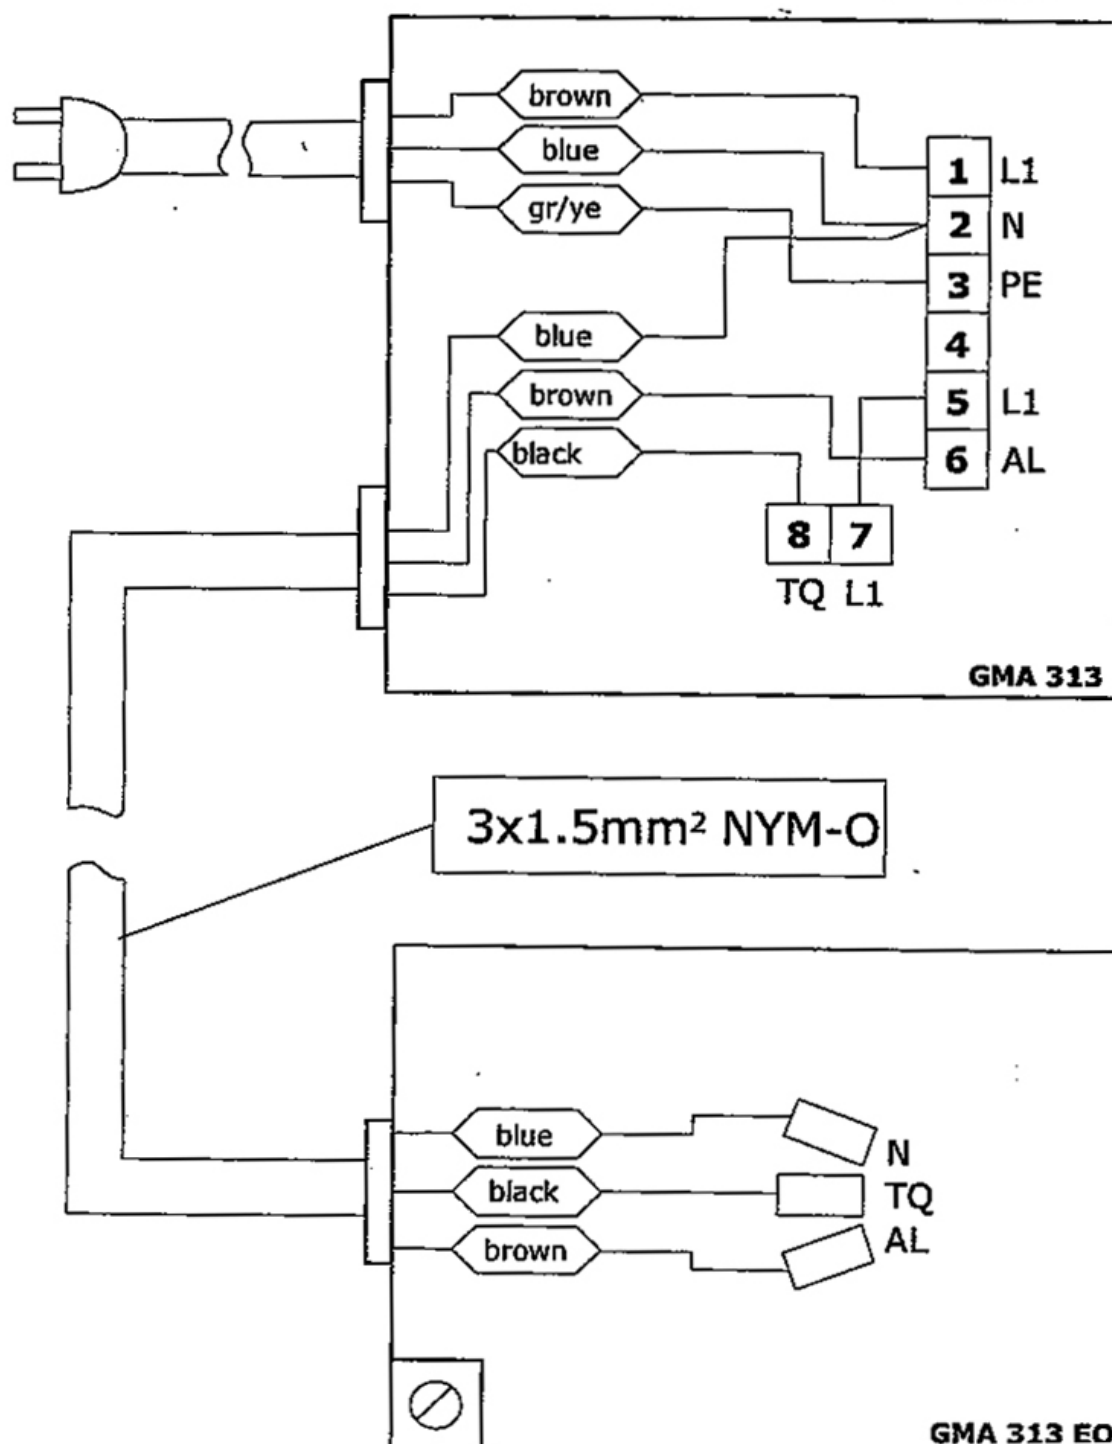 brown
1 L1
blue
2 N
gr/ye
3 PE
blue
4
brown
5 L1
black
6 AL
8 7
TQ L1
GMA 313
3x1.5mm² NYM-O
blue
N
black
TQ
brown
AL
GMA 313 EO